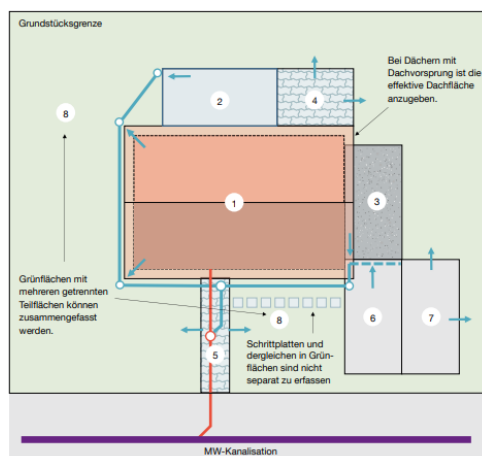 Grundstücksgrenze
Bei Dächern mit
Dachvorsprung ist die
effektive Dachfläche
anzugeben.
2
4
8
3
1
Grünflächen mit
mehreren getrennten
Teilflächen können
zusammengefasst
werden.
8
6
7
5
Schrittplatten und
dergleichen in Grün-
flächen sind nicht
separat zu erfassen
MW-Kanalisation